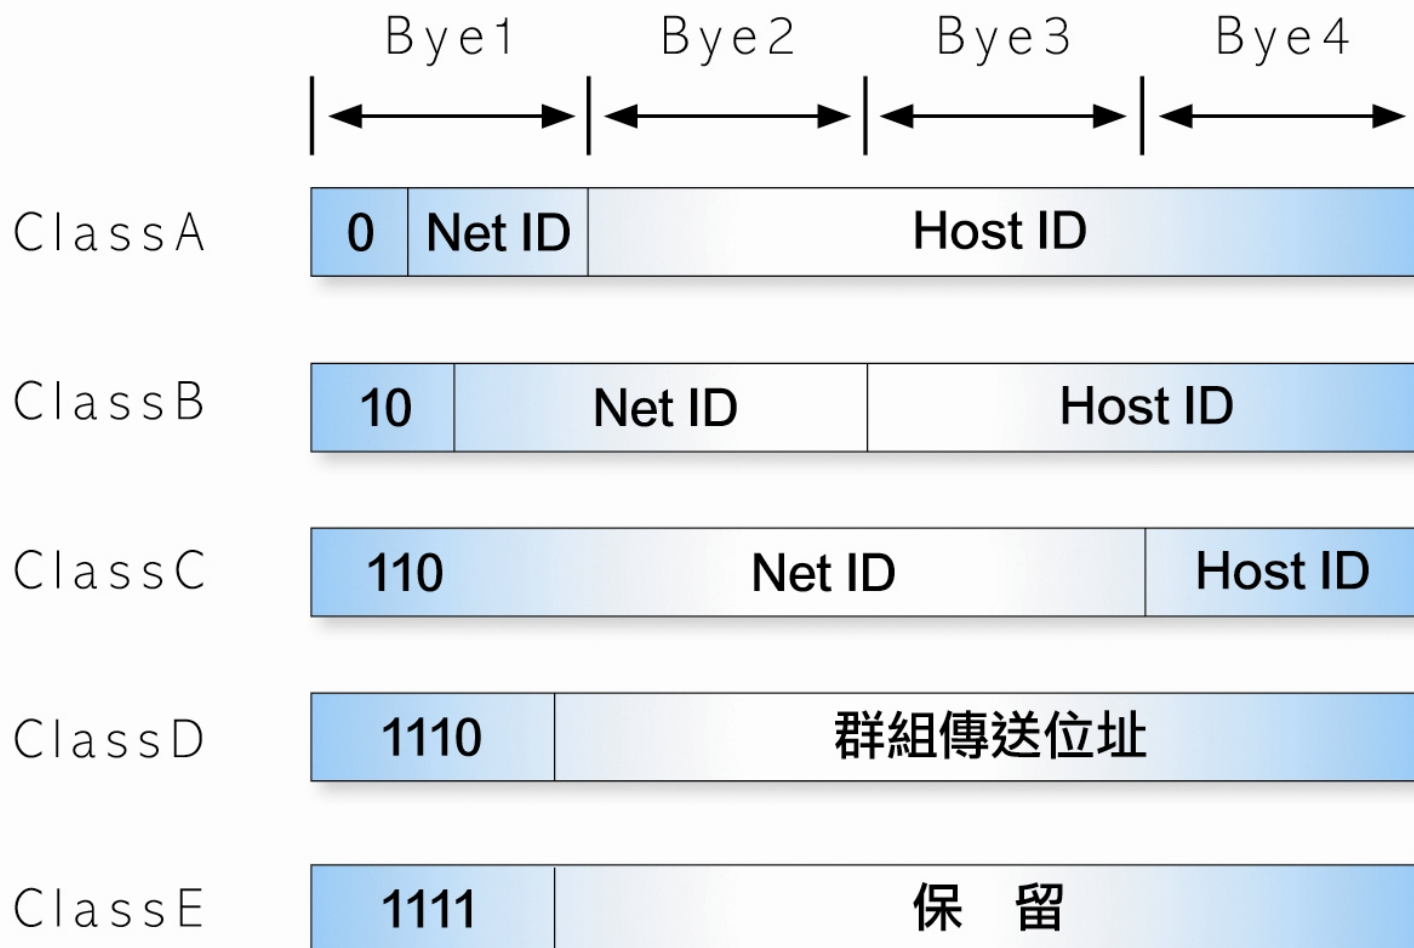 Bye1 Bye2 Bye3 Bye4
ClassA 0 Net ID Host ID
ClassB 10 Net ID Host ID
ClassC 110 Net ID Host ID
ClassD 1110 群組傳送位址
ClassE 1111 保 留